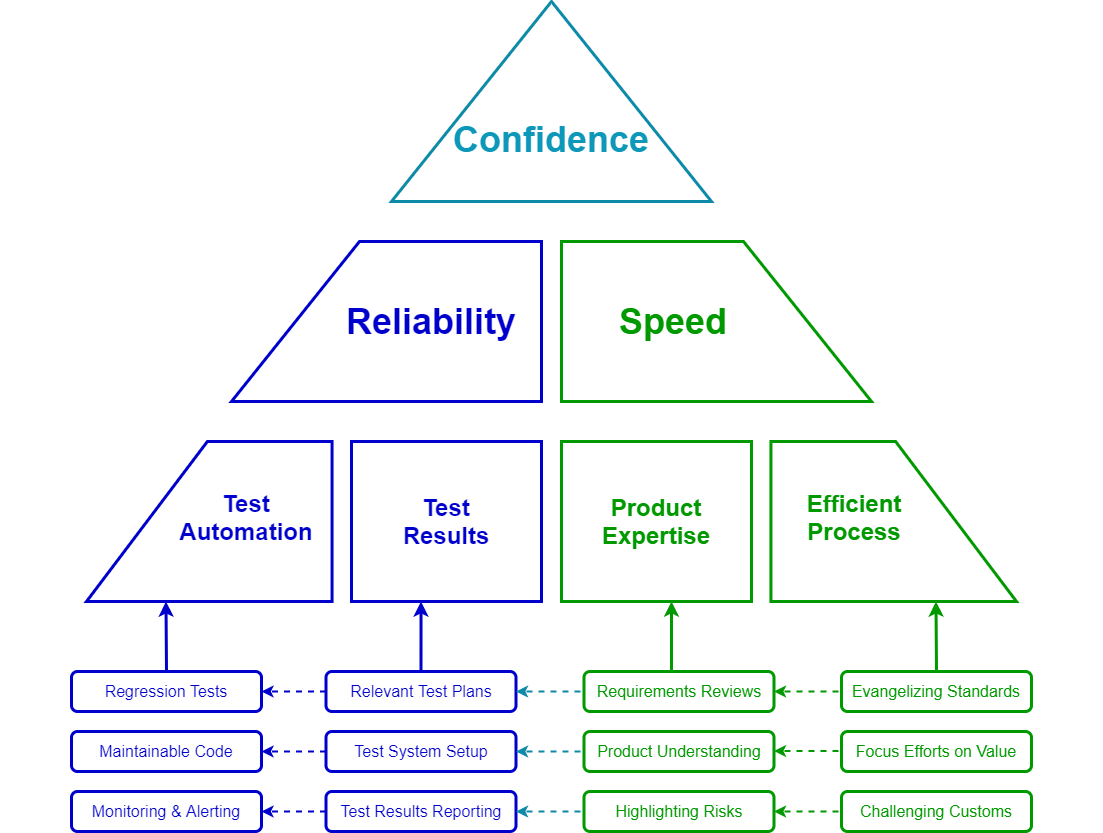 Confidence
Reliability
Speed
Test
Automation
Test
Results
Product
Expertise
Efficient
Process
Regression Tests
Relevant Test Plans
Requirements Reviews
Evangelizing Standards
Maintainable Code
Test System Setup
Product Understanding
Focus Efforts on Value
Monitoring & Alerting
Test Results Reporting
Highlighting Risks
Challenging Customs